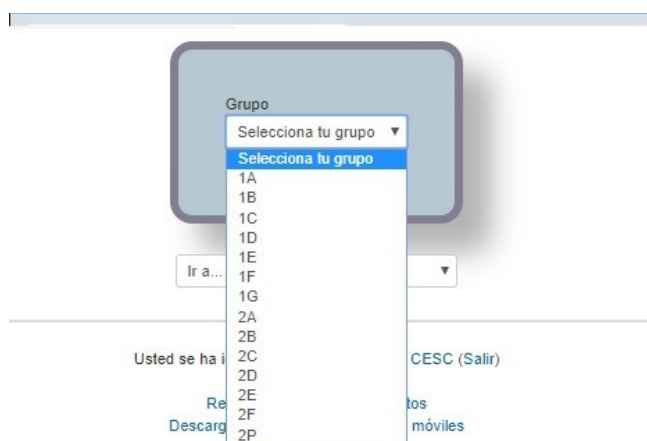 Grupo
Selecciona tu grupo
Selecciona tu grupo
1A
1B
1C
1D
1E
Ir a...
1F
1G
2A
2B
Usted se ha i
2C
CESC (Salir)
2D
2E
Re
tos
2F
Descarg
móviles
2P